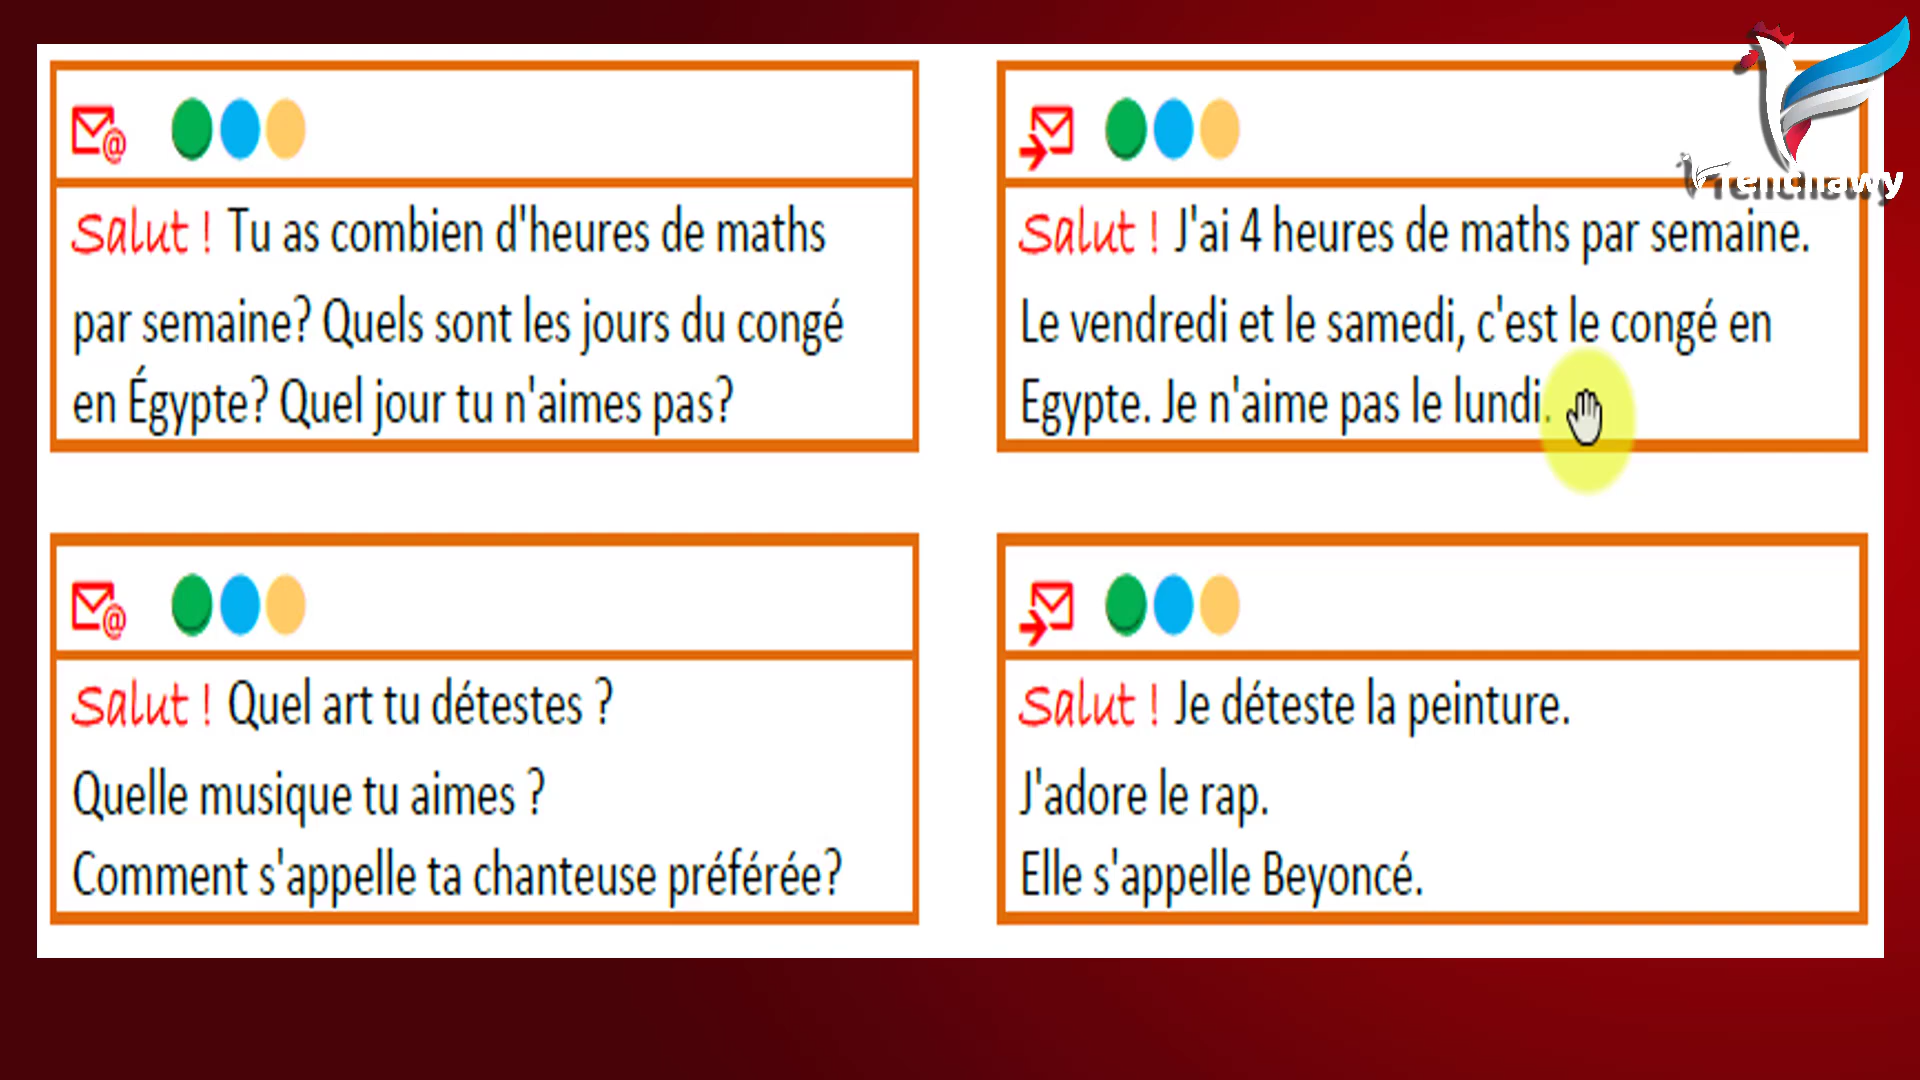 Salut ! Tu as combien d'heures de maths
par semaine? Quels sont les jours du congé
en Égypte? Quel jour tu n'aimes pas?
Salut ! J'ai 4 heures de maths par semaine.
Le vendredi et le samedi, c'est le congé en
Egypte. Je n'aime pas le lundi.
Salut ! Quel art tu détestes ?
Quelle musique tu aimes ?
Comment s'appelle ta chanteuse préférée?
Salut ! Je déteste la peinture.
J'adore le rap.
Elle s'appelle Beyoncé.
Frenchawy